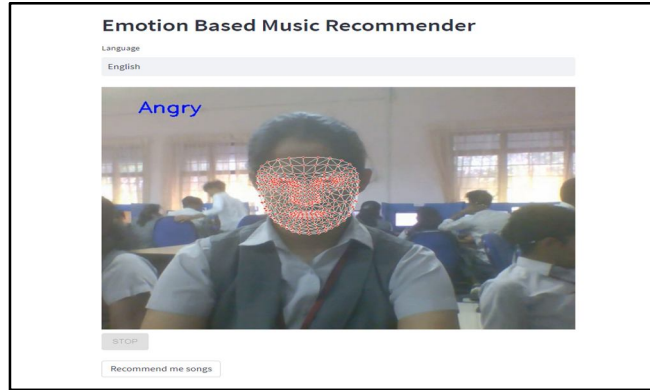 Emotion Based Music Recommender
Language
English
Angry
STOP
Recommend me songs